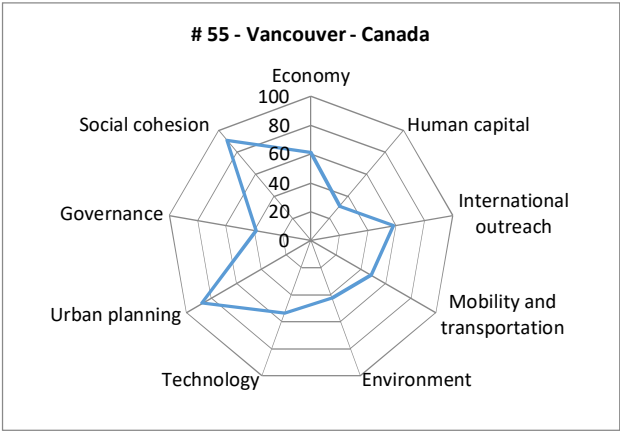 # 55 - Vancouver - Canada
Economy
100
80
60
40
20
0
Human capital
International
outreach
Mobility and
transportation
Environment
Technology
Urban planning
Governance
Social cohesion